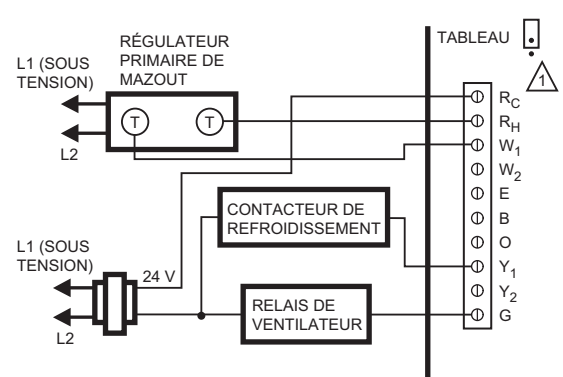 RÉGULATEUR
PRIMAIRE DE
MAZOUT
TABLEAU
1
L1 (SOUS
TENSION)
L2
T
T
RC
RH
W1
W2
E
B
O
Y1
Y2
G
CONTACTEUR DE
REFROIDISSEMENT
L1 (SOUS
TENSION)
24 V
L2
RELAIS DE
VENTILATEUR